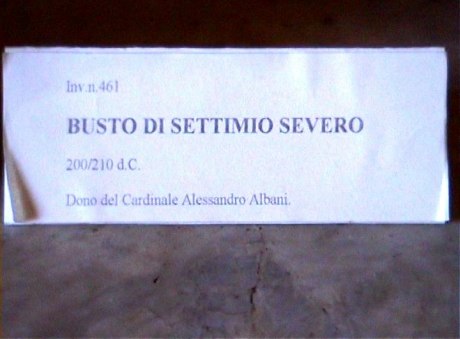 Inv.n.461
BUSTO DI SETTIMIO SEVERO
200/210 d.C.
Dono del Cardinale Alessandro Albani.